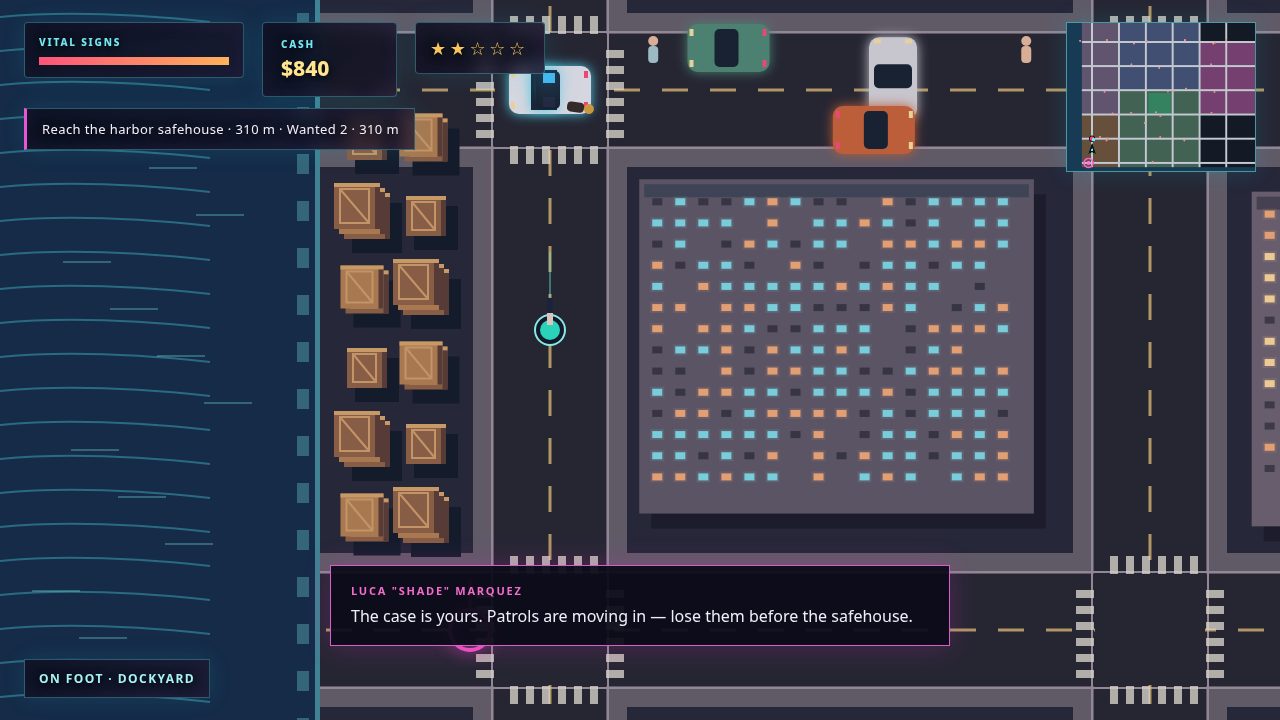 VITAL SIGNS
CASH
$840
★★☆☆☆
Reach the harbor safehouse · 310 m · Wanted 2 · 310 m
LUCA "SHADE" MARQUEZ
The case is yours. Patrols are moving in — lose them before the safehouse.
ON FOOT · DOCKYARD